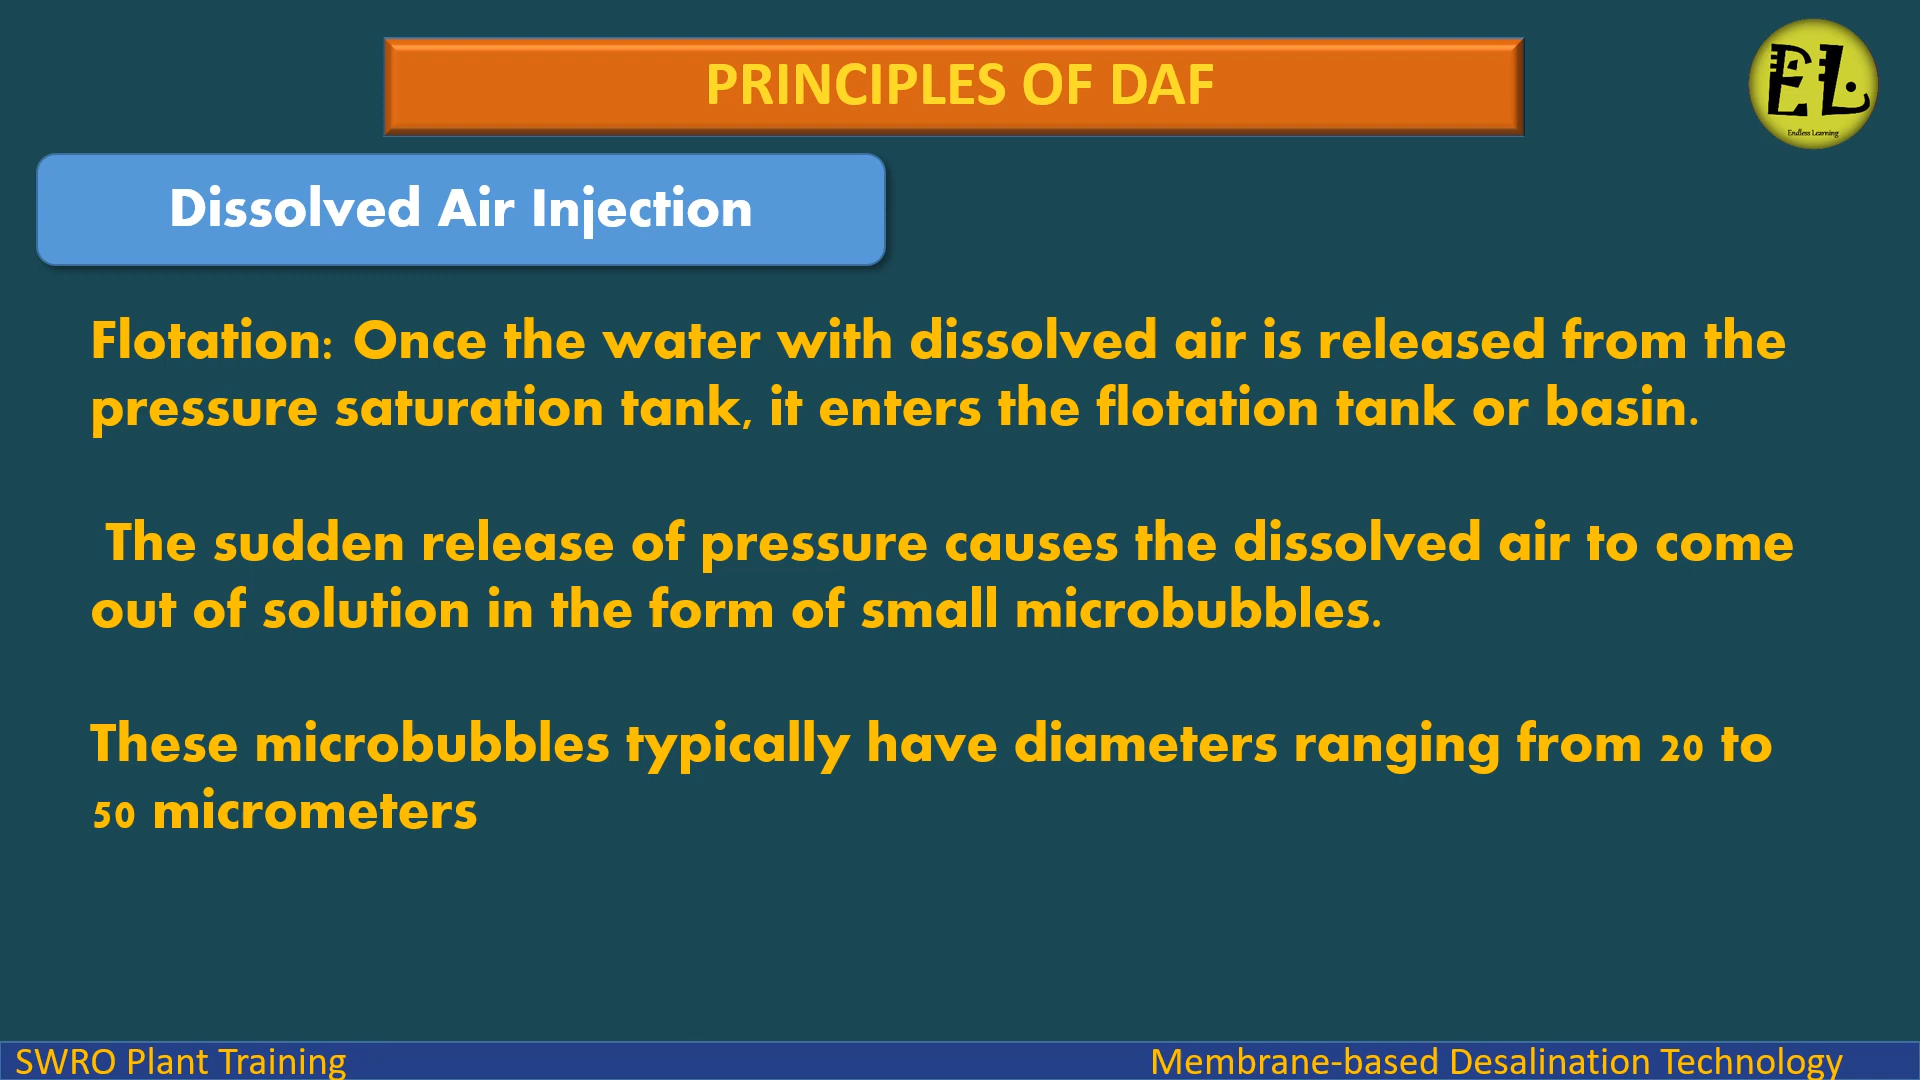 PRINCIPLES OF DAF
EL
Endless Learning
Dissolved Air Injection
Flotation: Once the water with dissolved air is released from the
pressure saturation tank, it enters the flotation tank or basin.
The sudden release of pressure causes the dissolved air to come
out of solution in the form of small microbubbles.
These microbubbles typically have diameters ranging from 20 to
50 micrometers
SWRO Plant Training
Membrane-based Desalination Technology